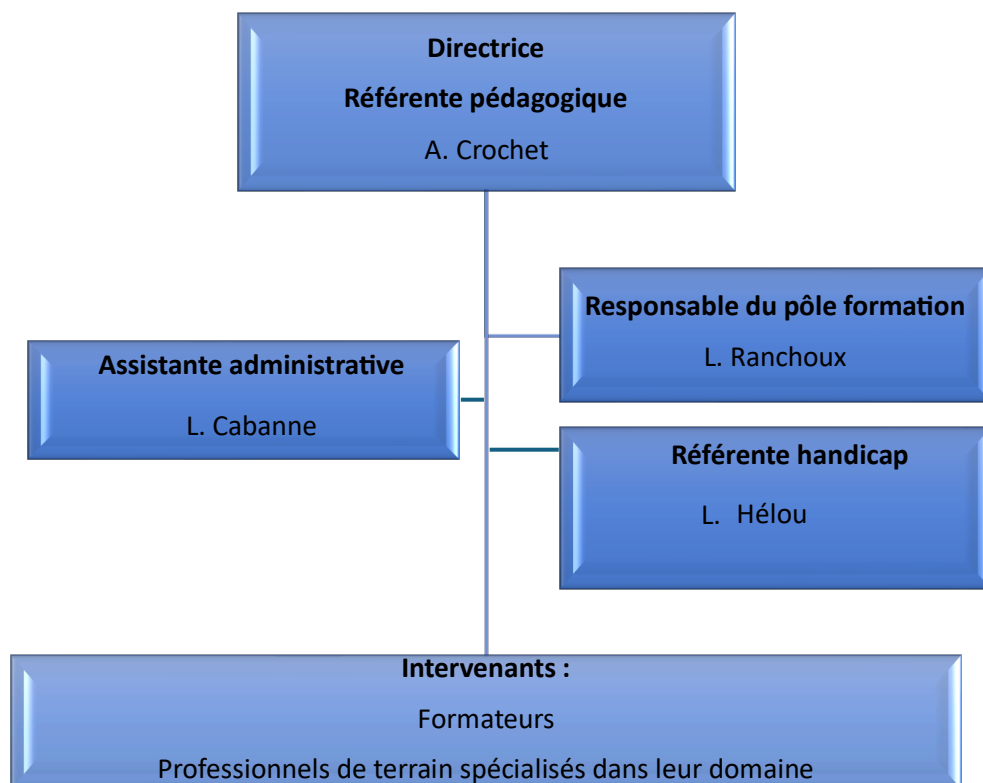 Directrice
Référente pédagogique
A. Crochet
Responsable du pôle formation
L. Ranchoux
Assistante administrative
L. Cabanne
Référente handicap
L. Hélou
Intervenants :
Formateurs
Professionnels de terrain spécialisés dans leur domaine